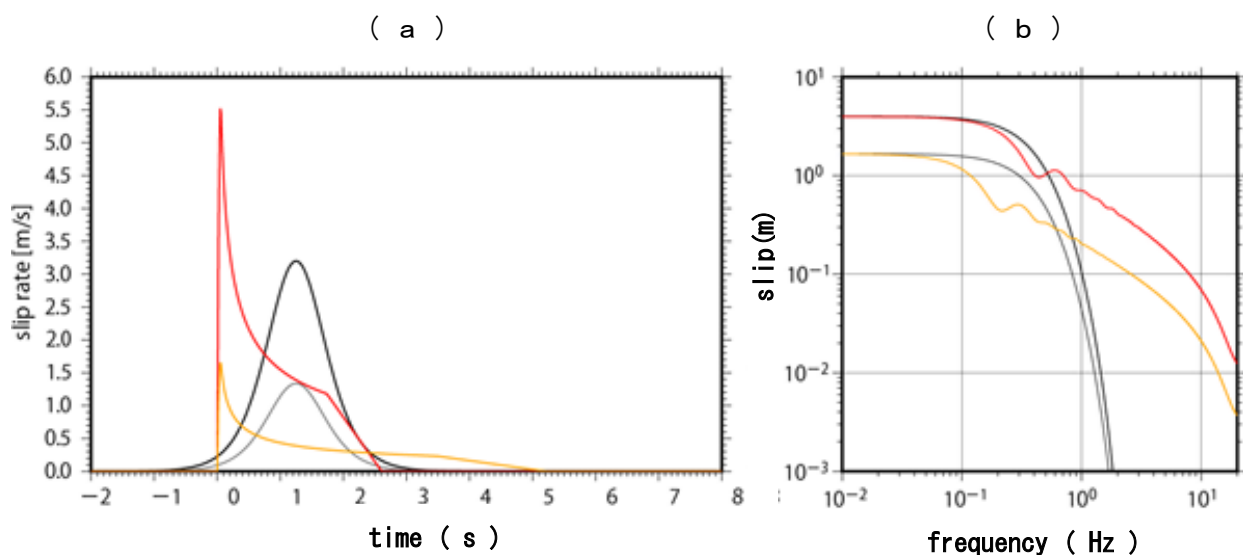 ( a )
6.0
5.5
5.0
4.5
4.0
3.5
3.0
2.5
2.0
1.5
1.0
0.5
0.0
slip rate [m/s]
−2 −1 0 1 2 3 4 5 6 7 8
time ( s )
( b )
10¹
10⁰
10⁻¹
10⁻²
10⁻³
slip(m)
10⁻² 10⁻¹ 10⁰ 10¹
frequency ( Hz )